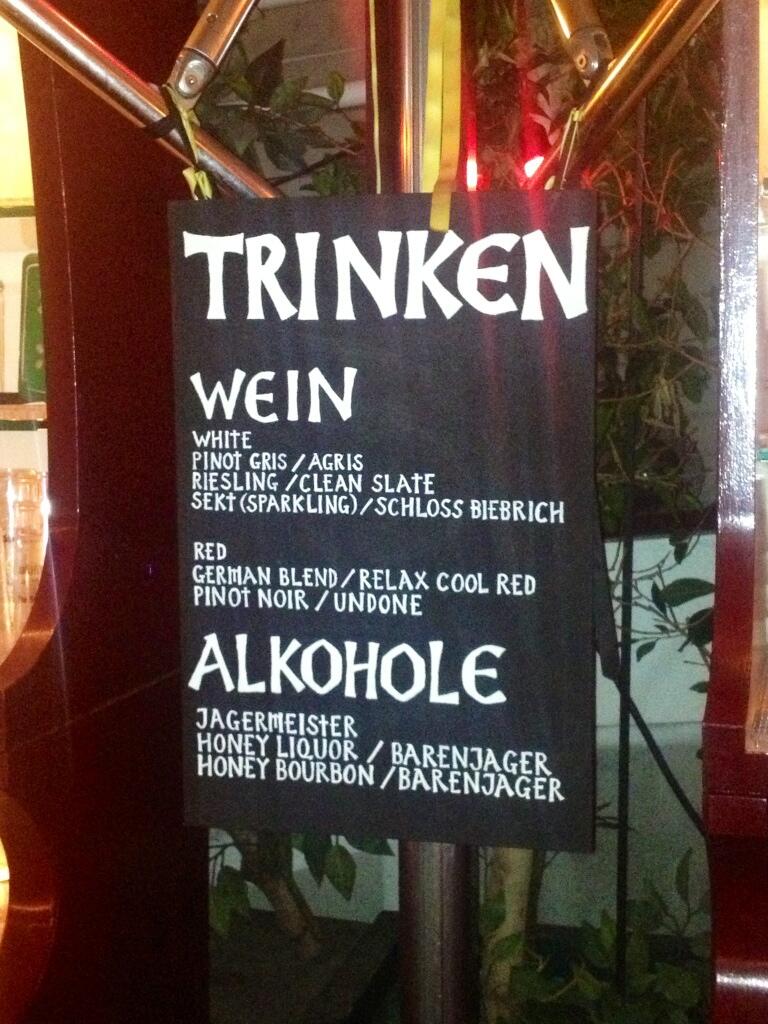 TRINKEN
WEIN
WHITE
PINOT GRIS / AGRIS
RIESLING / CLEAN SLATE
SEKT (SPARKLING) / SCHLOSS BIEBRICH
RED
GERMAN BLEND / RELAX COOL RED
PINOT NOIR / UNDONE
ALKOHOLE
JAGERMEISTER
HONEY LIQUOR / BARENJAGER
HONEY BOURBON / BARENJAGER